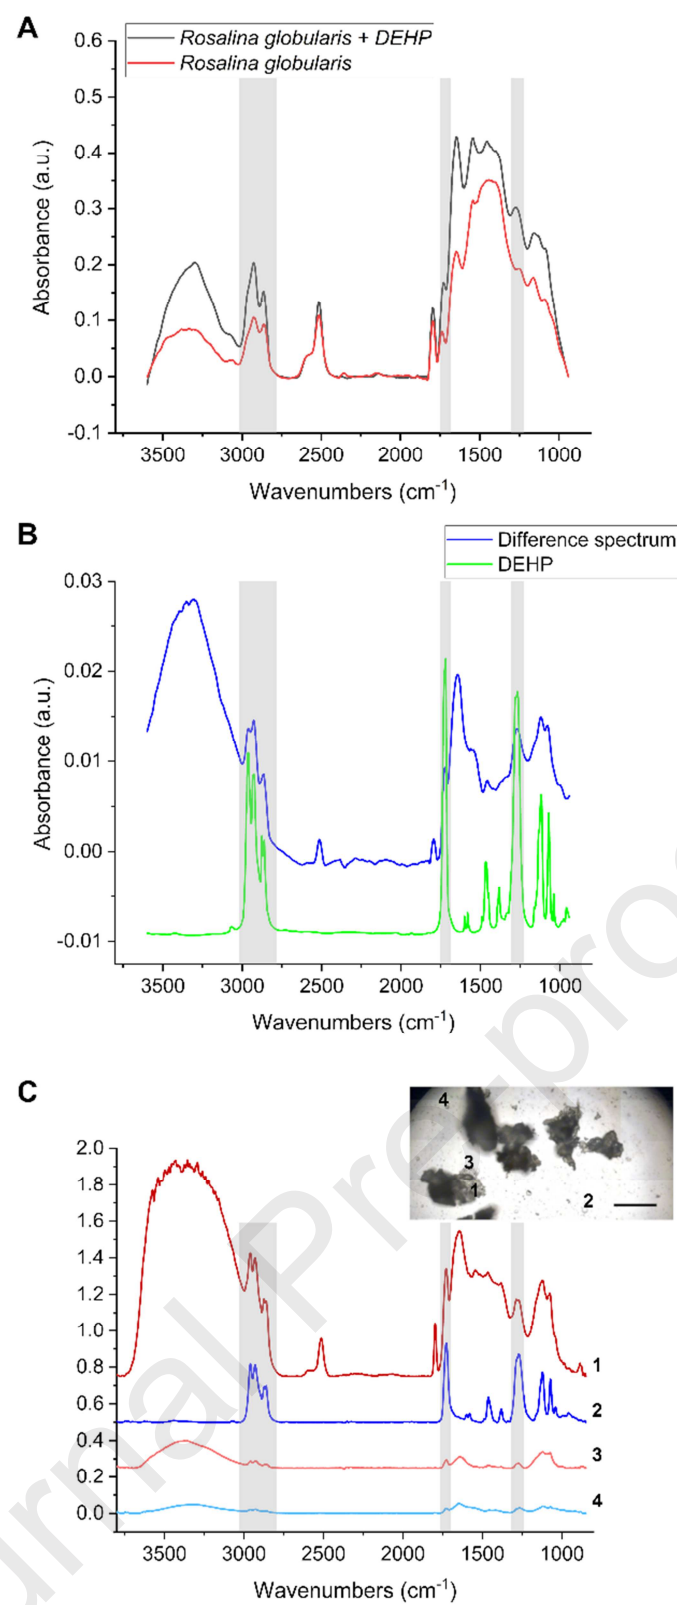 A
Rosalina globularis + DEHP
Rosalina globularis
0.6
0.5
0.4
0.3
0.2
0.1
0.0
-0.1
Absorbance (a.u.)
3500 3000 2500 2000 1500 1000
Wavenumbers (cm⁻¹)
B
Difference spectrum
DEHP
0.03
0.02
0.01
0.00
-0.01
Absorbance (a.u.)
3500 3000 2500 2000 1500 1000
Wavenumbers (cm⁻¹)
C
4
3
1
2
2.0
1.8
1.6
1.4
1.2
1.0
0.8
0.6
0.4
0.2
0.0
1
2
3
4
3500 3000 2500 2000 1500 1000
Wavenumbers (cm⁻¹)
urnal Pre-pro